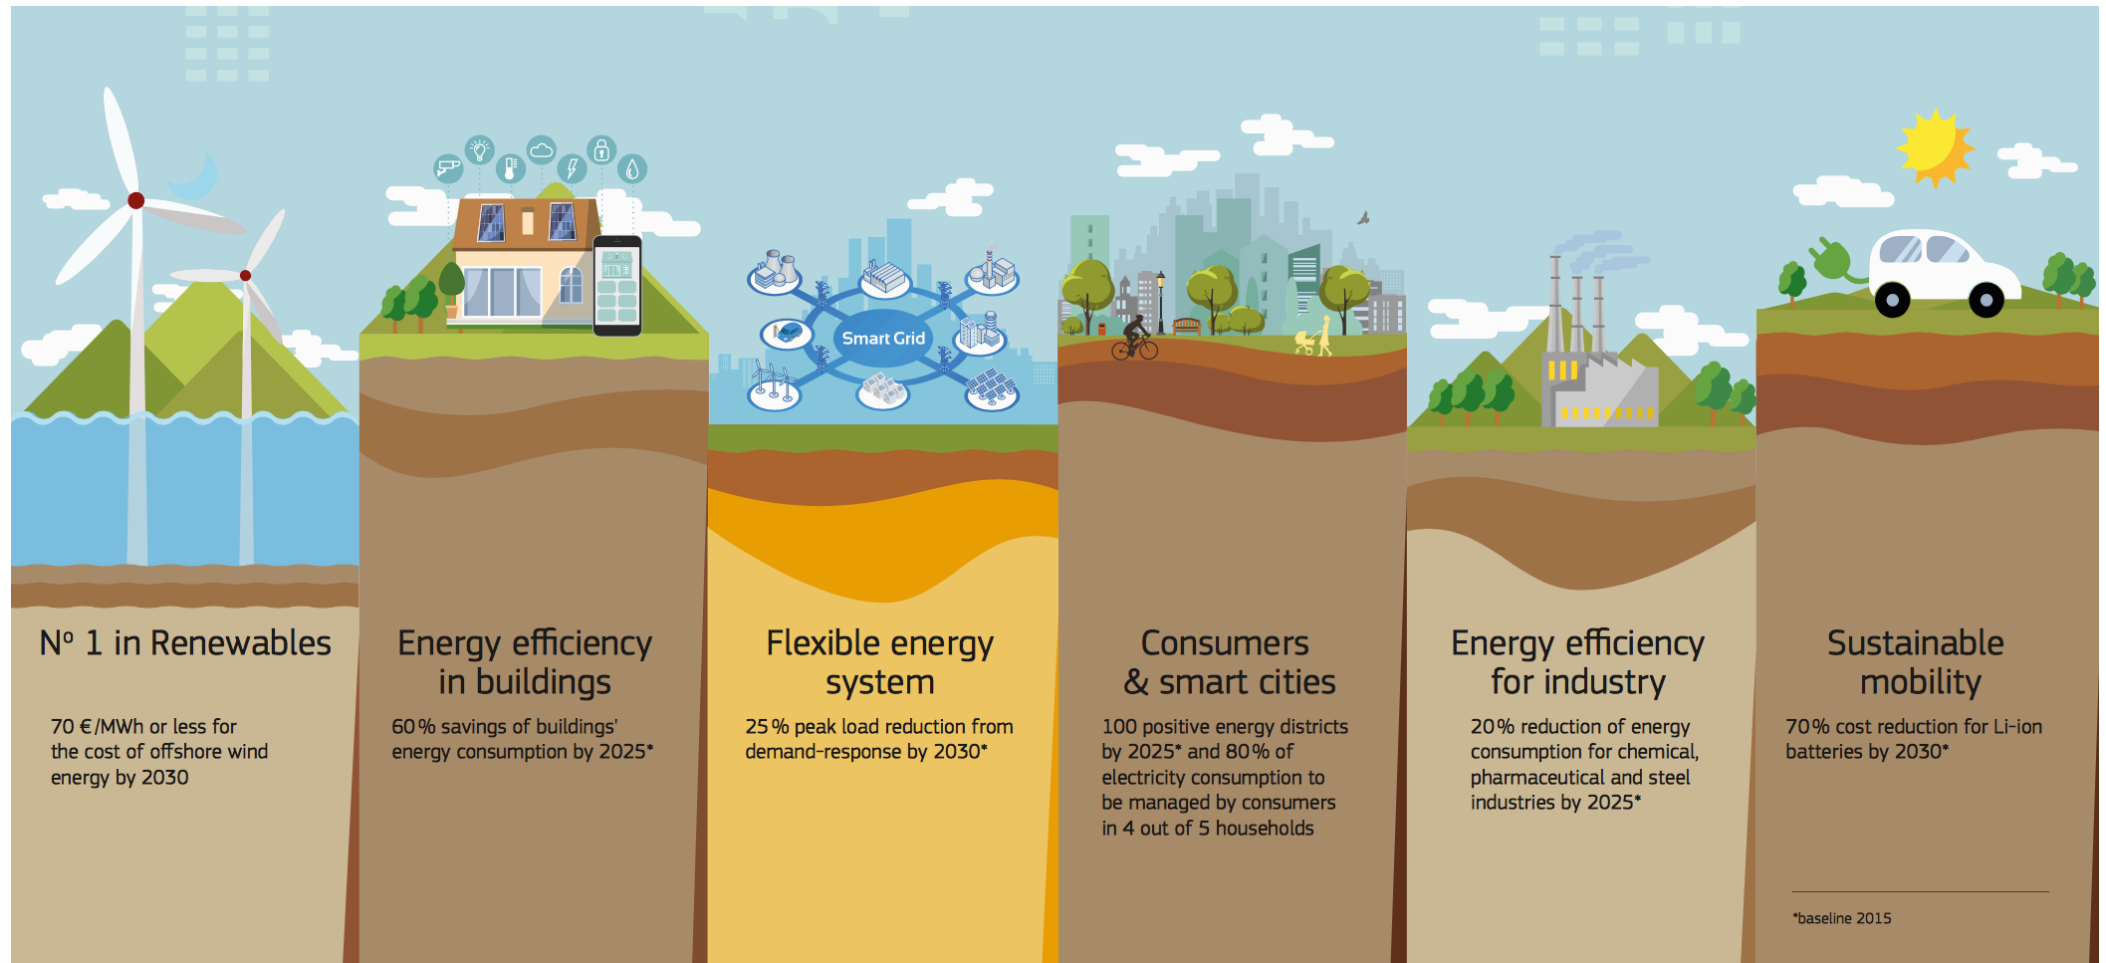 Smart Grid
Nº 1 in Renewables
70 €/MWh or less for
the cost of offshore wind
energy by 2030
Energy efficiency
in buildings
60 % savings of buildings'
energy consumption by 2025*
Flexible energy
system
25 % peak load reduction from
demand-response by 2030*
Consumers
& smart cities
100 positive energy districts
by 2025* and 80 % of
electricity consumption to
be managed by consumers
in 4 out of 5 households
Energy efficiency
for industry
20 % reduction of energy
consumption for chemical,
pharmaceutical and steel
industries by 2025*
Sustainable
mobility
70 % cost reduction for Li-ion
batteries by 2030*
*baseline 2015